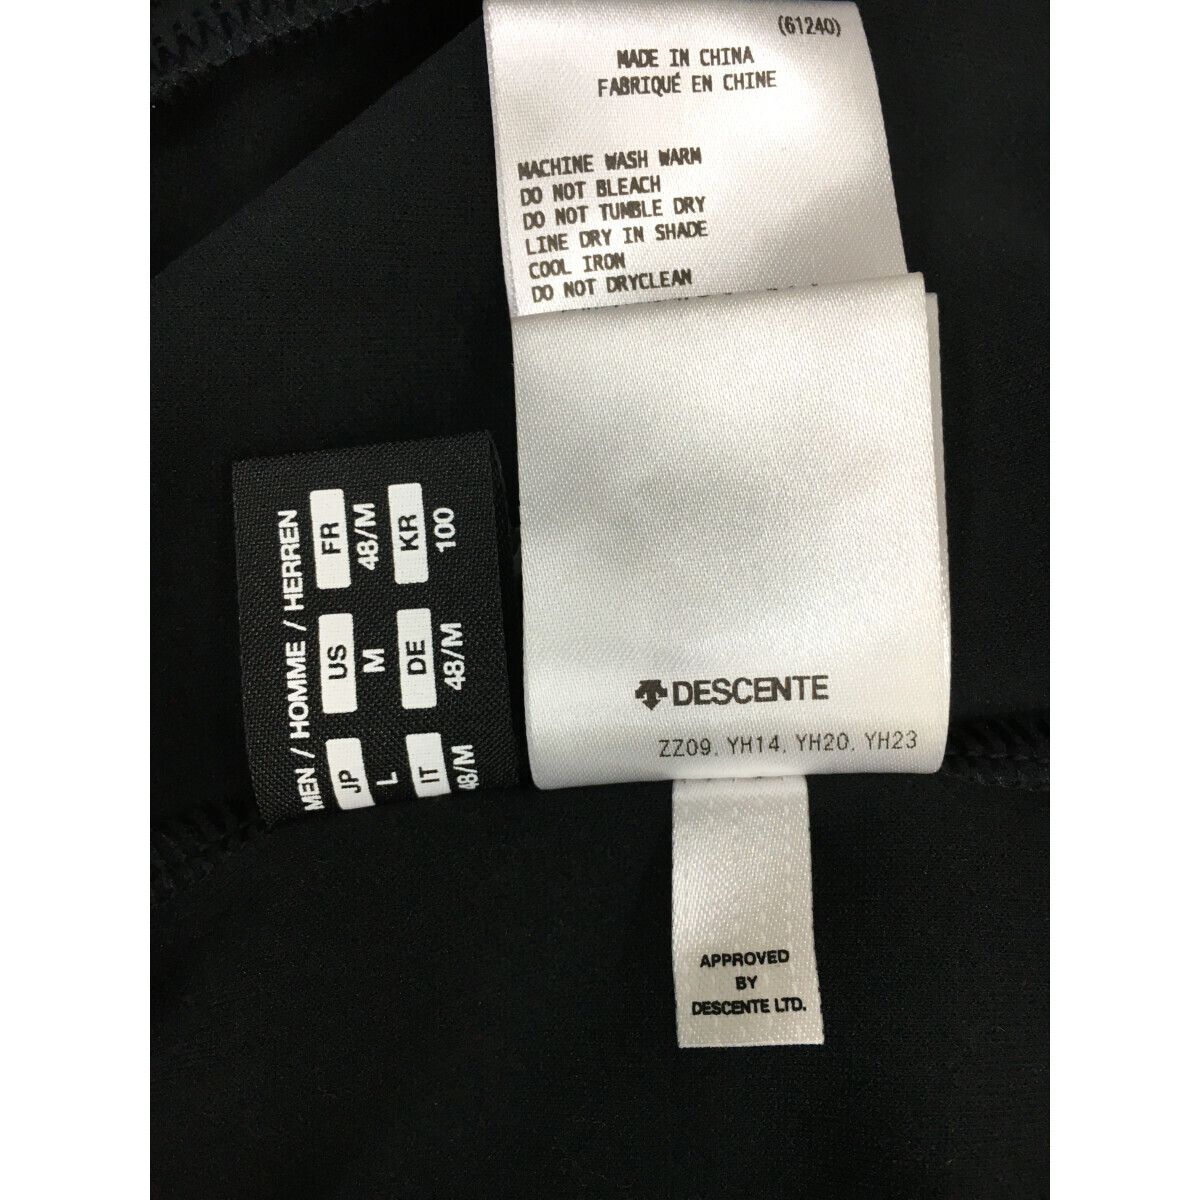 (61240)
MADE IN CHINA
FABRIQUÉ EN CHINE
MACHINE WASH WARM
DO NOT BLEACH
DO NOT TUMBLE DRY
LINE DRY IN SHADE
COOL IRON
DO NOT DRYCLEAN
MEN / HOMME / HERREN
JP US FR
L M 48/M
IT DE KR
48/M 48/M 100
DESCENTE
ZZ09, YH14, YH20, YH23
APPROVED
BY
DESCENTE LTD.